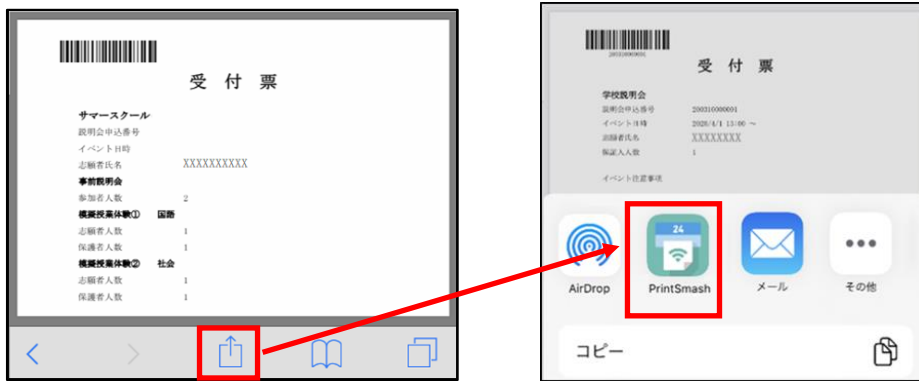 受 付 票
サマースクール
説明会申込番号
イベント日時
志願者氏名 XXXXXXXXXX
事前説明会
参加者人数 2
模擬授業体験① 国語
志願者人数 1
保護者人数 1
模擬授業体験② 社会
志願者人数 1
保護者人数 1
200310000001
受 付 票
学校説明会
説明会申込番号 200310000001
イベント日時 2020/4/1 13:00 ～
志願者氏名 XXXXXXXX
保証人人数 1
イベント注意事項
24
AirDrop PrintSmash メール その他
コピー